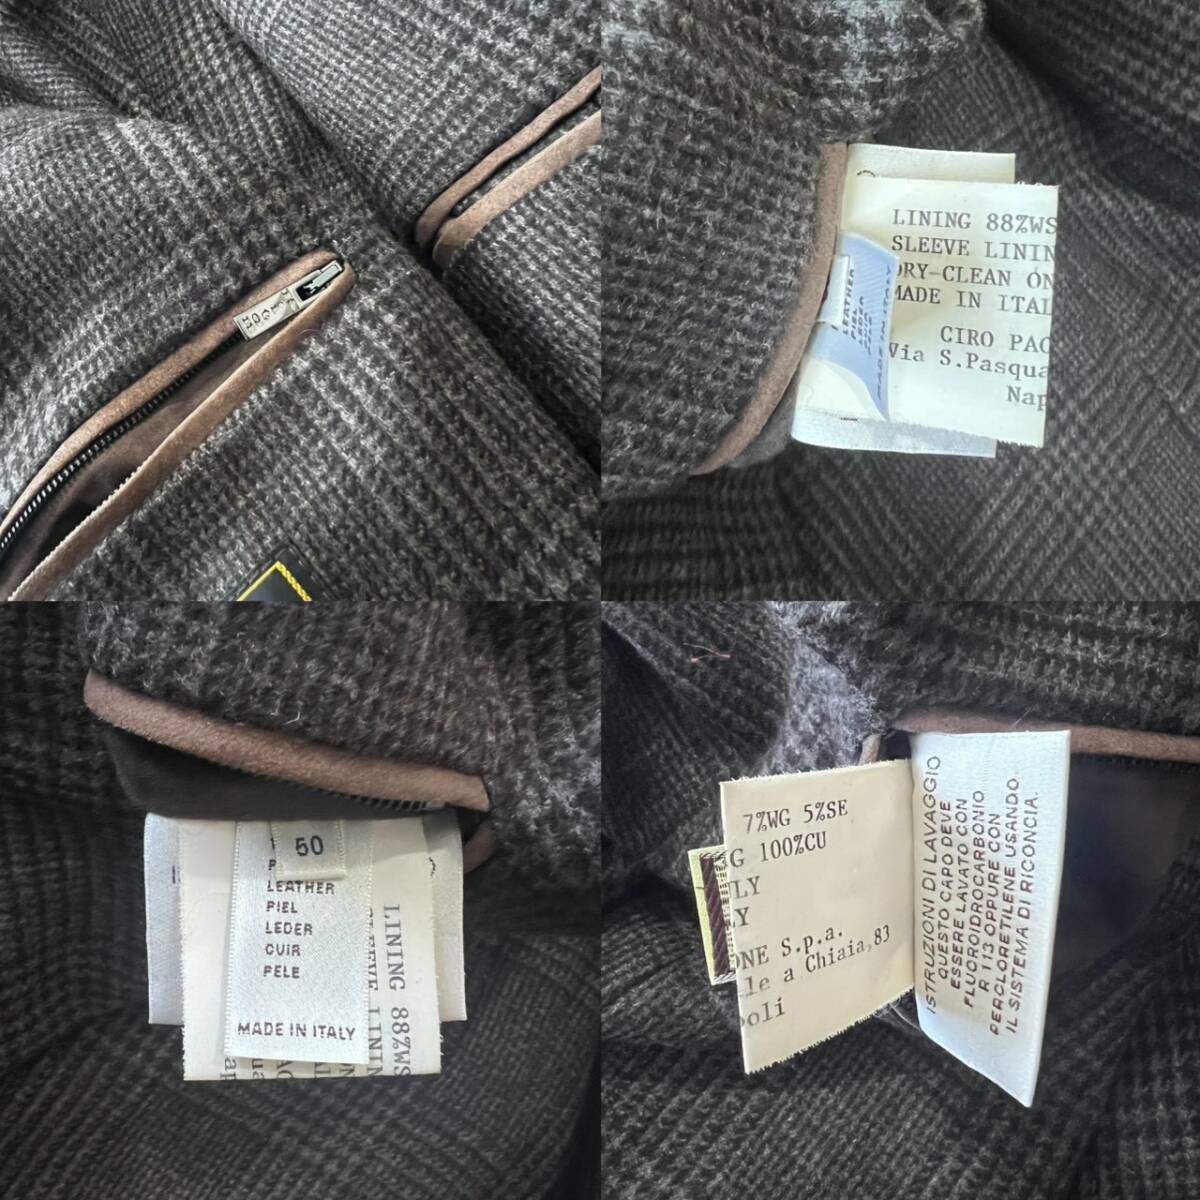 LINING 88%WS
SLEEVE LININ
DRY-CLEAN ON
MADE IN ITAL
CIRO PAO
Via S.Pasqua
Nap
LEATHER
PIEL
MADE IN ITALY
50
LEATHER
PIEL
LEDER
CUIR
PELE
MADE IN ITALY
LINING 88%WS
SLEEVE LININ
7%WG 5%SE
G 100%CU
LY
Y
ONE S.p.a.
le a Chiaia,83
poli
ISTRUZIONI DI LAVAGGIO
QUESTO CAPO DEVE
ESSERE LAVATO CON
FLUOROIDROCARBONIO
R 113 OPPURE CON
PERCLORETILENE USANDO
IL SISTEMA DI RICONCIA.